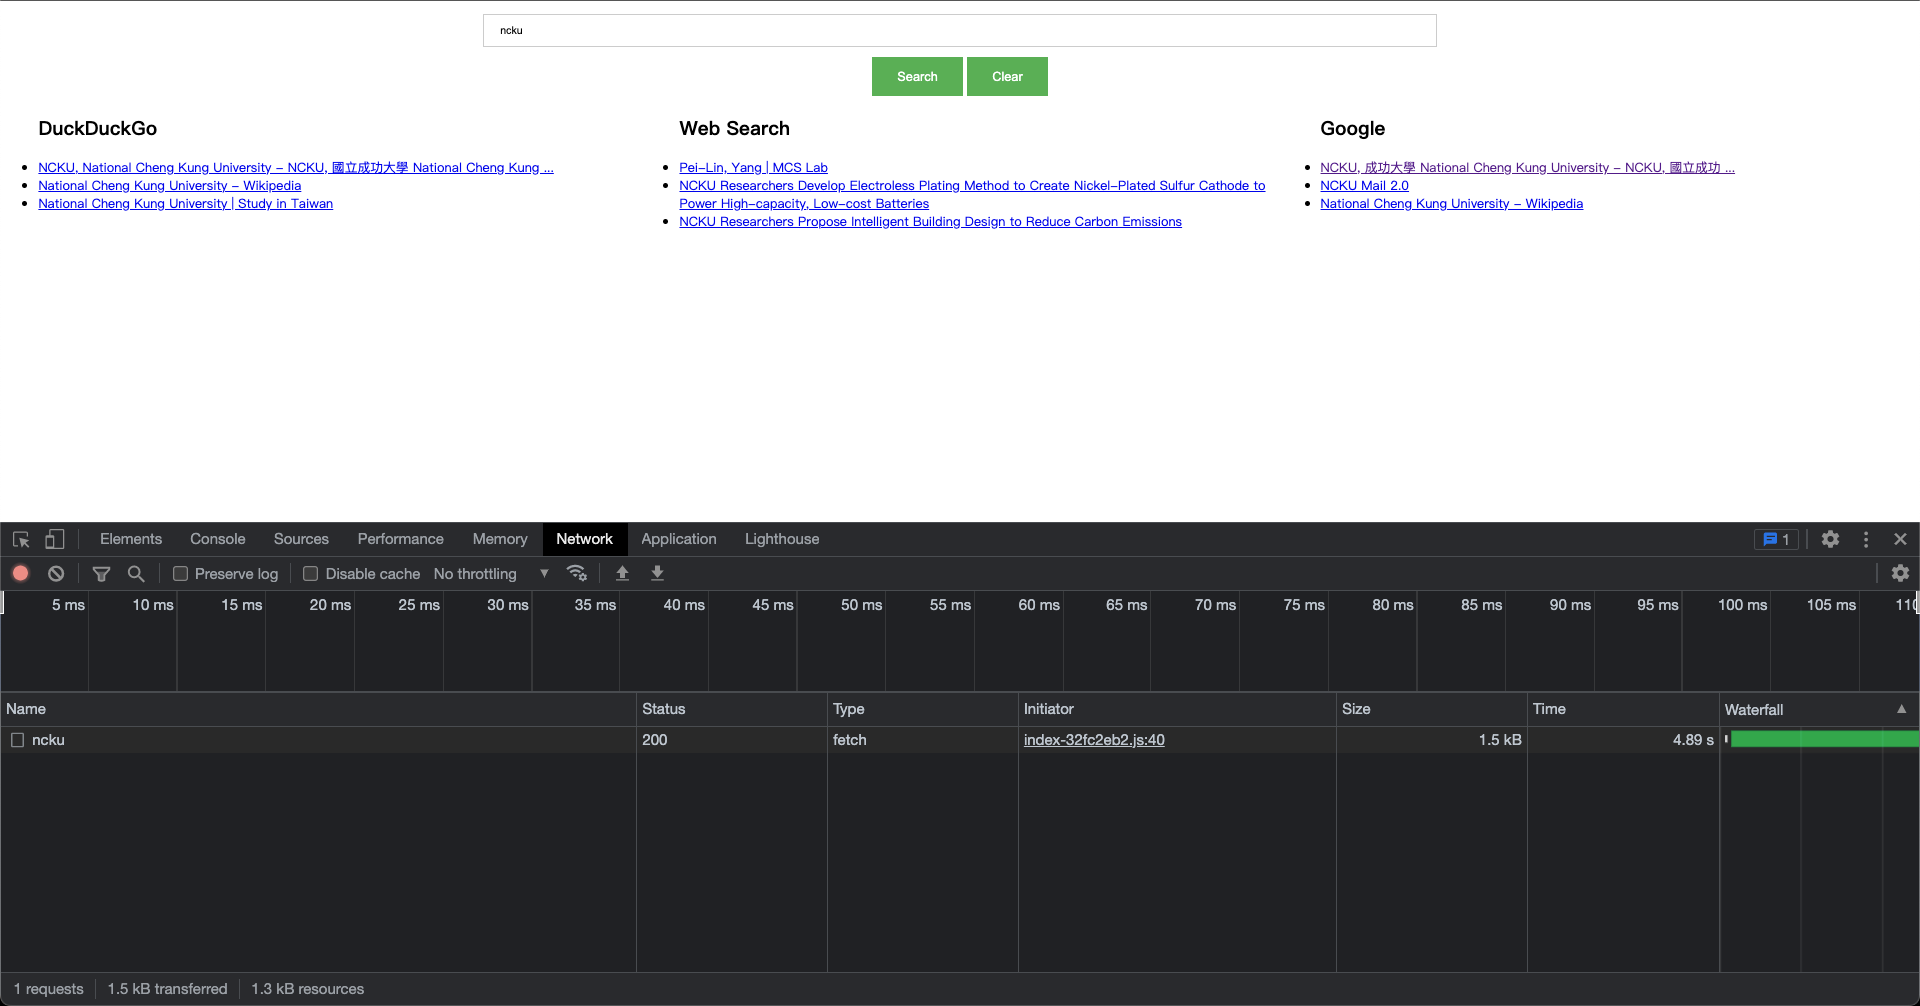 ncku
Search Clear
DuckDuckGo
NCKU, National Cheng Kung University - NCKU, 國立成功大學 National Cheng Kung ...
National Cheng Kung University - Wikipedia
National Cheng Kung University | Study in Taiwan
Web Search
Pei-Lin, Yang | MCS Lab
NCKU Researchers Develop Electroless Plating Method to Create Nickel-Plated Sulfur Cathode to
Power High-capacity, Low-cost Batteries
NCKU Researchers Propose Intelligent Building Design to Reduce Carbon Emissions
Google
NCKU, 成功大學 National Cheng Kung University - NCKU, 國立成功 ...
NCKU Mail 2.0
National Cheng Kung University - Wikipedia
Elements Console Sources Performance Memory Network Application Lighthouse 1
Preserve log Disable cache No throttling
5 ms 10 ms 15 ms 20 ms 25 ms 30 ms 35 ms 40 ms 45 ms 50 ms 55 ms 60 ms 65 ms 70 ms 75 ms 80 ms 85 ms 90 ms 95 ms 100 ms 105 ms 110
Name Status Type Initiator Size Time Waterfall
ncku 200 fetch index-32fc2eb2.js:40 1.5 kB 4.89 s
1 requests 1.5 kB transferred 1.3 kB resources